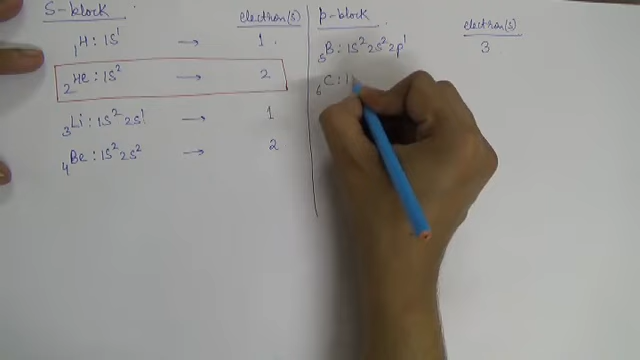 S-block electron(s)
₁H : 1S¹ → 1
₂He : 1S² → 2
₃Li : 1S² 2S¹ → 1
₄Be : 1S² 2S² → 2
P-block electron(s)
₅B : 1S² 2S² 2p¹ 3
₆C : 1